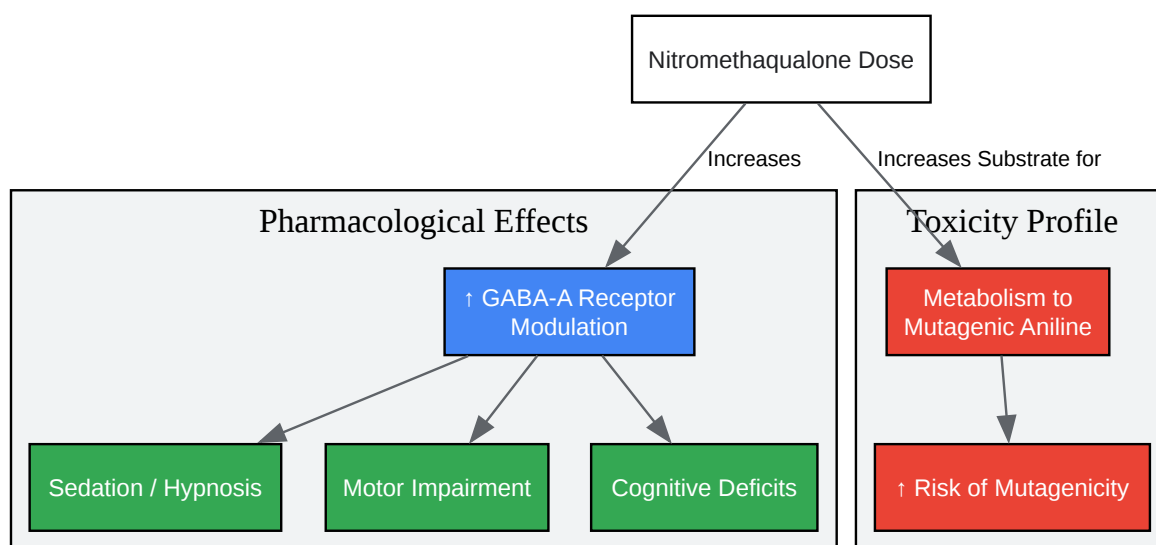 Nitromethaqualone Dose
Increases
Increases Substrate for
Pharmacological Effects
Toxicity Profile
↑ GABA-A Receptor
Modulation
Metabolism to
Mutagenic Aniline
Sedation / Hypnosis
Motor Impairment
Cognitive Deficits
↑ Risk of Mutagenicity